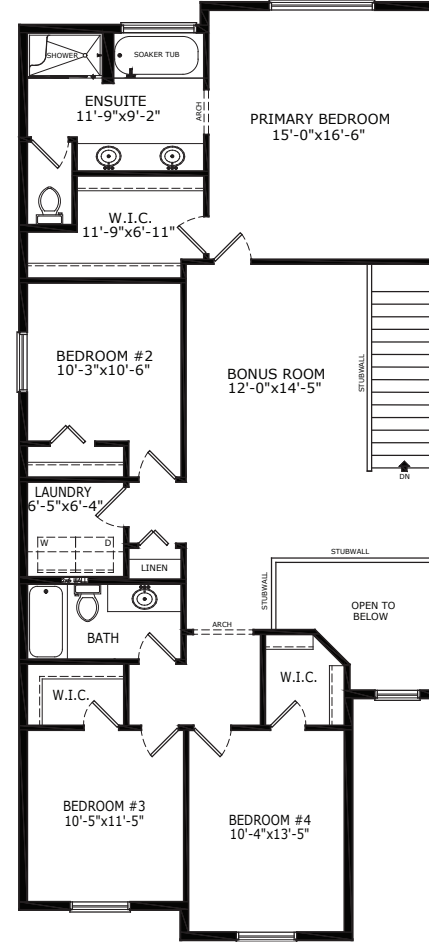 SHOWER
SOAKER TUB
ENSUITE
11'-9"x9'-2"
ARCH
PRIMARY BEDROOM
15'-0"x16'-6"
W.I.C.
11'-9"x6'-11"
BEDROOM #2
10'-3"x10'-6"
BONUS ROOM
12'-0"x14'-5"
STUBWALL
DN
LAUNDRY
6'-5"x6'-4"
W
D
LINEN
STUBWALL
STUBWALL
OPEN TO
BELOW
BATH
ARCH
W.I.C.
W.I.C.
BEDROOM #3
10'-5"x11'-5"
BEDROOM #4
10'-4"x13'-5"